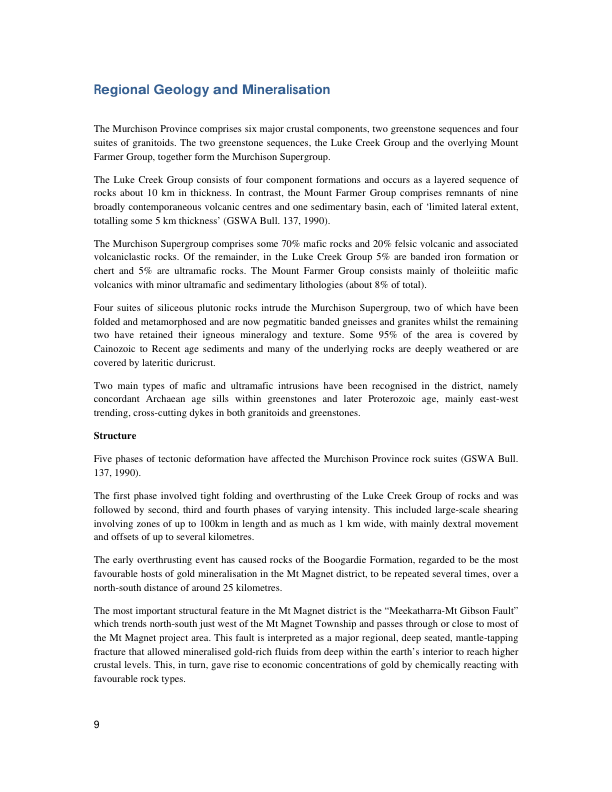 Regional Geology and Mineralisation
The Murchison Province comprises six major crustal components, two greenstone sequences and four
suites of granitoids. The two greenstone sequences, the Luke Creek Group and the overlying Mount
Farmer Group, together form the Murchison Supergroup.
The Luke Creek Group consists of four component formations and occurs as a layered sequence of
rocks about 10 km in thickness. In contrast, the Mount Farmer Group comprises remnants of nine
broadly contemporaneous volcanic centres and one sedimentary basin, each of ‘limited lateral extent,
totalling some 5 km thickness’ (GSWA Bull. 137, 1990).
The Murchison Supergroup comprises some 70% mafic rocks and 20% felsic volcanic and associated
volcaniclastic rocks. Of the remainder, in the Luke Creek Group 5% are banded iron formation or
chert and 5% are ultramafic rocks. The Mount Farmer Group consists mainly of tholeiitic mafic
volcanics with minor ultramafic and sedimentary lithologies (about 8% of total).
Four suites of siliceous plutonic rocks intrude the Murchison Supergroup, two of which have been
folded and metamorphosed and are now pegmatitic banded gneisses and granites whilst the remaining
two have retained their igneous mineralogy and texture. Some 95% of the area is covered by
Cainozoic to Recent age sediments and many of the underlying rocks are deeply weathered or are
covered by lateritic duricrust.
Two main types of mafic and ultramafic intrusions have been recognised in the district, namely
concordant Archaean age sills within greenstones and later Proterozoic age, mainly east-west
trending, cross-cutting dykes in both granitoids and greenstones.
Structure
Five phases of tectonic deformation have affected the Murchison Province rock suites (GSWA Bull.
137, 1990).
The first phase involved tight folding and overthrusting of the Luke Creek Group of rocks and was
followed by second, third and fourth phases of varying intensity. This included large-scale shearing
involving zones of up to 100km in length and as much as 1 km wide, with mainly dextral movement
and offsets of up to several kilometres.
The early overthrusting event has caused rocks of the Boogardie Formation, regarded to be the most
favourable hosts of gold mineralisation in the Mt Magnet district, to be repeated several times, over a
north-south distance of around 25 kilometres.
The most important structural feature in the Mt Magnet district is the “Meekatharra-Mt Gibson Fault”
which trends north-south just west of the Mt Magnet Township and passes through or close to most of
the Mt Magnet project area. This fault is interpreted as a major regional, deep seated, mantle-tapping
fracture that allowed mineralised gold-rich fluids from deep within the earth’s interior to reach higher
crustal levels. This, in turn, gave rise to economic concentrations of gold by chemically reacting with
favourable rock types.
9